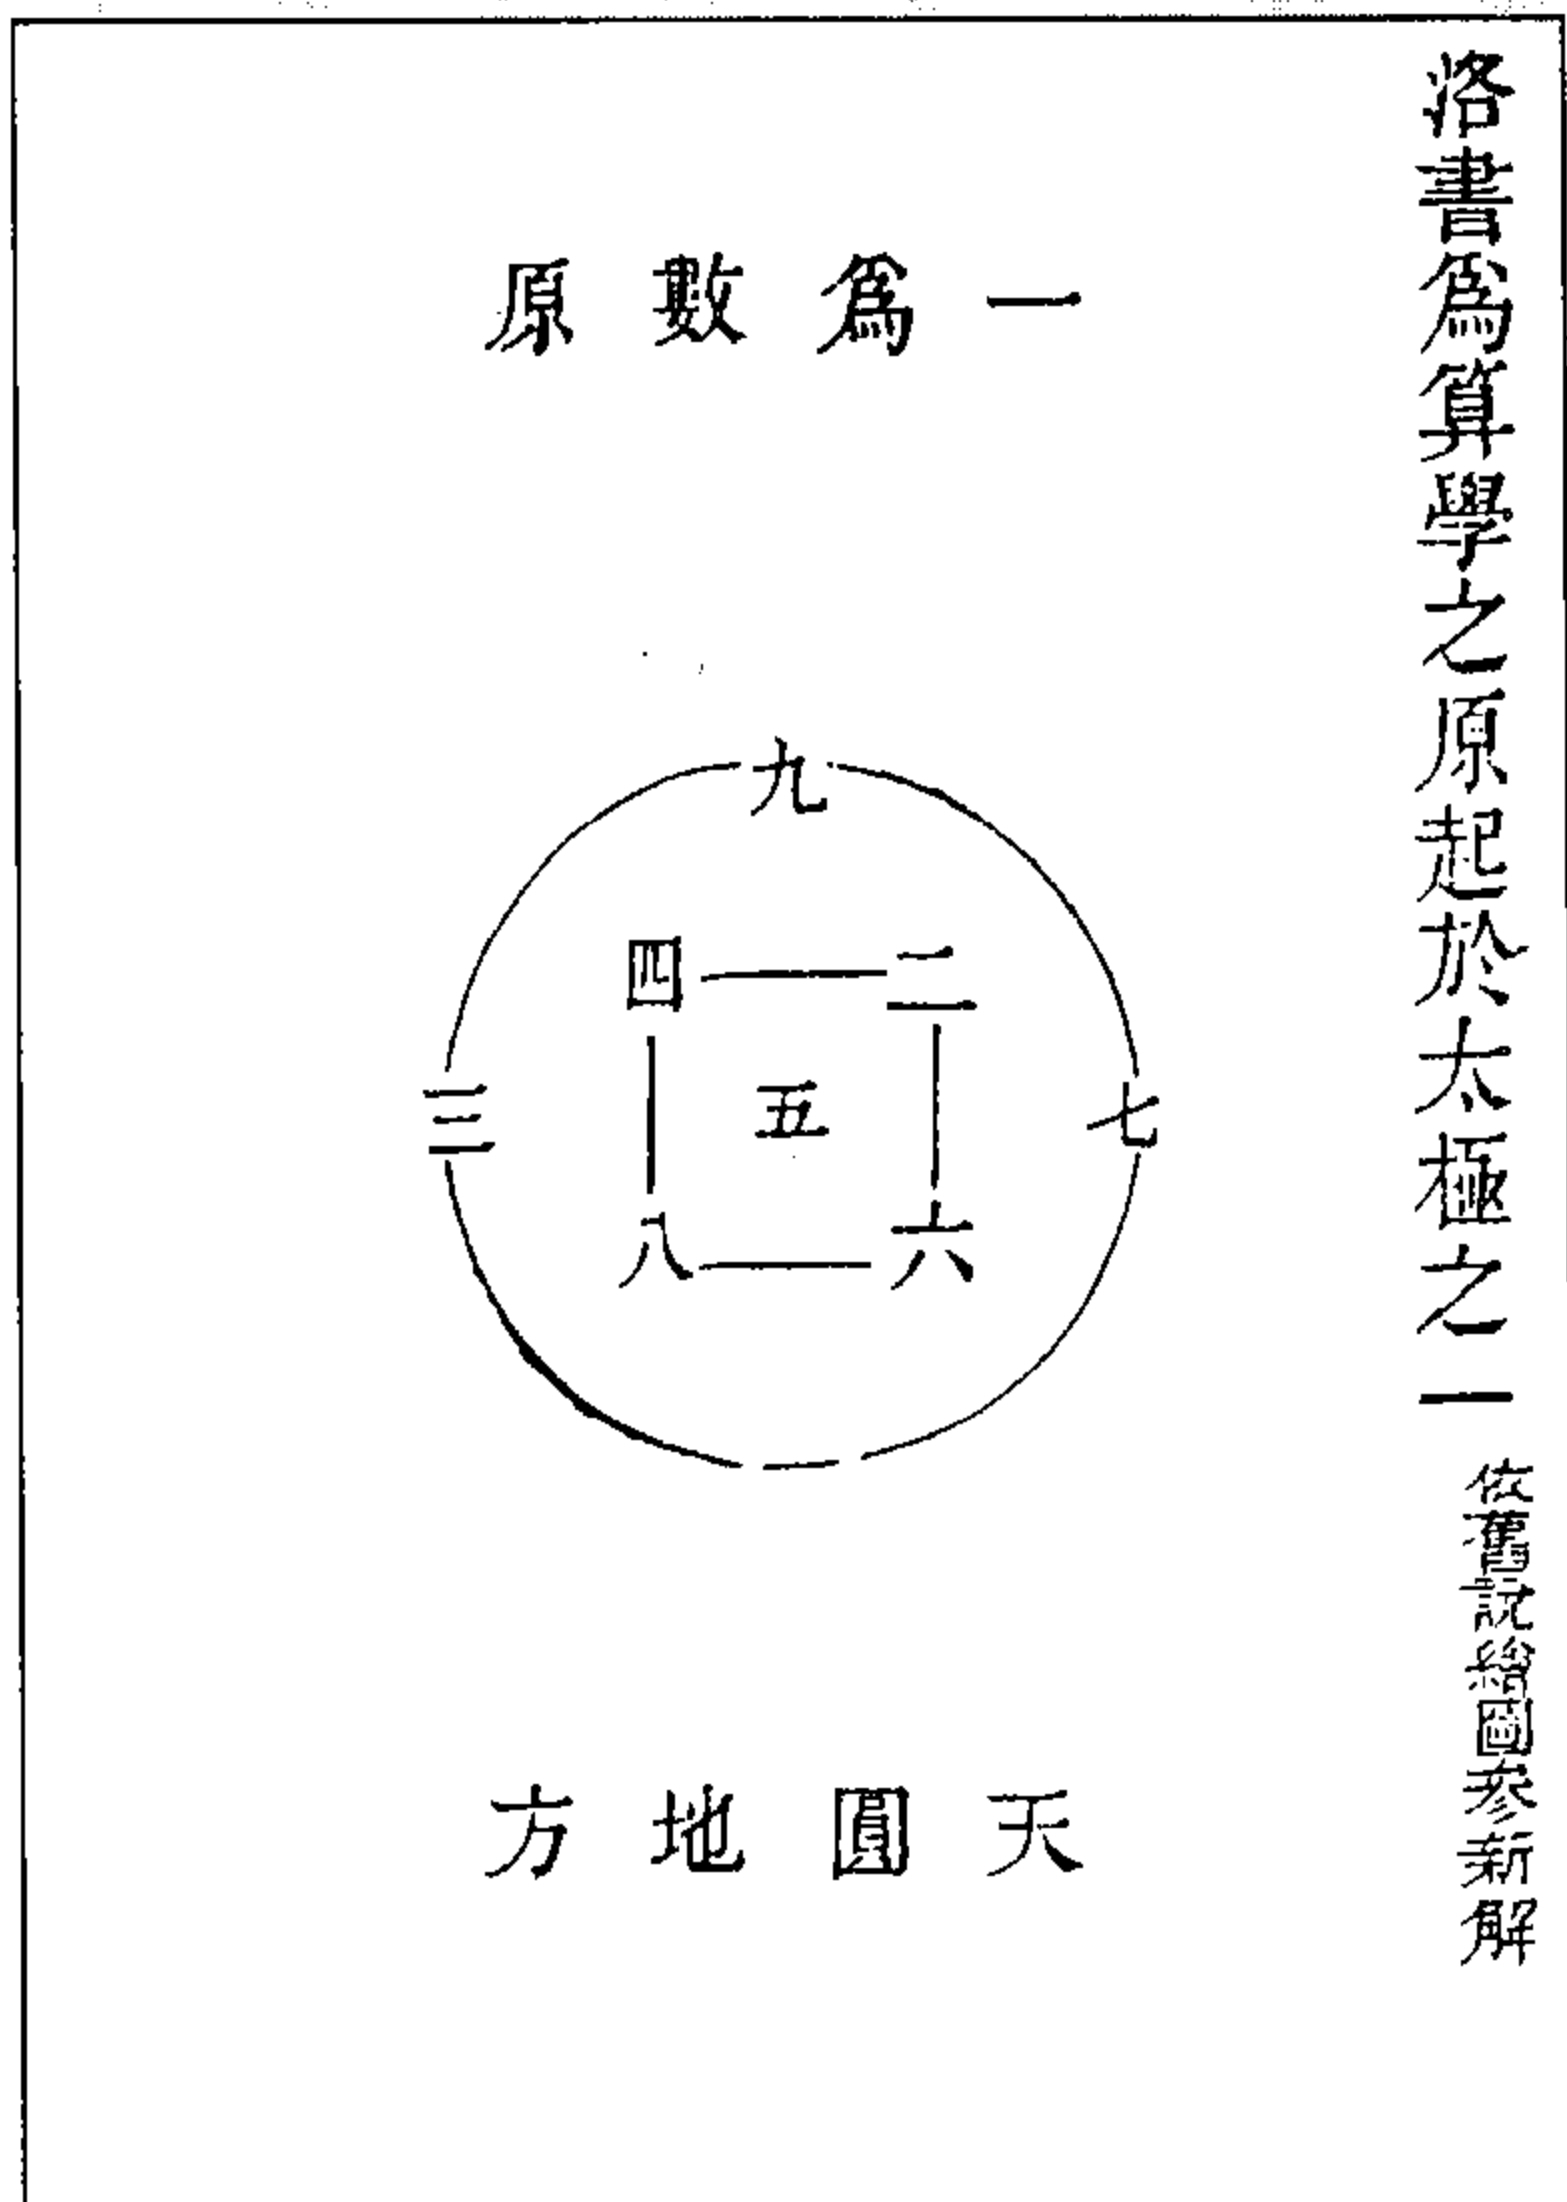 洛書爲算學之原起於太極之一
依舊説繪圖參新解
一爲數原
九
四二
三五七
八六
一
天圓地方